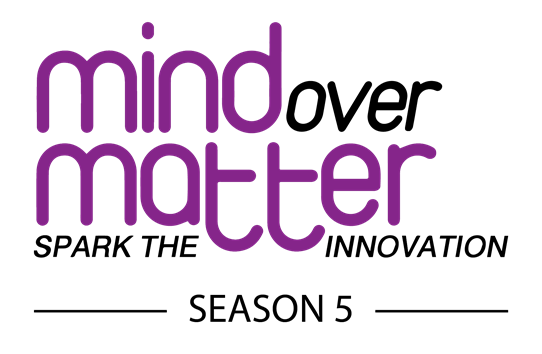 mind over
matter
SPARK THE INNOVATION
SEASON 5